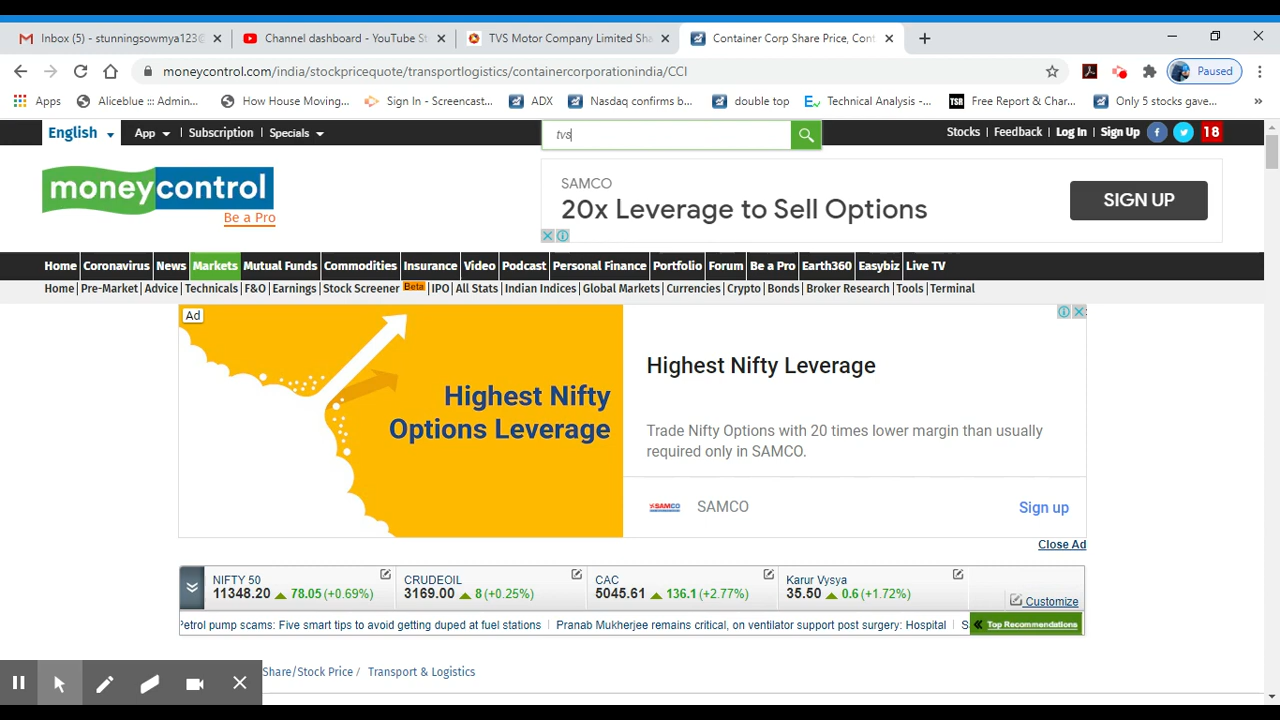 Inbox (5) - stunningsowmya123@
Channel dashboard - YouTube St
TVS Motor Company Limited Sha
Container Corp Share Price, Cont
moneycontrol.com/india/stockpricequote/transportlogistics/containercorporationindia/CCI
Paused
Apps
Aliceblue ::: Admin...
How House Moving...
Sign In - Screencast...
ADX
Nasdaq confirms b...
double top
Technical Analysis -...
TSR Free Report & Char...
Only 5 stocks gave...
English
App
Subscription
Specials
tvs
Stocks | Feedback | Log In | Sign Up
18
moneycontrol
Be a Pro
SAMCO
20x Leverage to Sell Options
SIGN UP
Home Coronavirus News Markets Mutual Funds Commodities Insurance Video Podcast Personal Finance Portfolio Forum Be a Pro Earth360 Easybiz Live TV
Home Pre-Market Advice Technicals F&O Earnings Stock Screener Beta IPO All Stats Indian Indices Global Markets Currencies Crypto Bonds Broker Research Tools Terminal
Ad
Highest Nifty
Options Leverage
Highest Nifty Leverage
Trade Nifty Options with 20 times lower margin than usually
required only in SAMCO.
SAMCO SAMCO
Sign up
Close Ad
NIFTY 50
11348.20 78.05 (+0.69%)
CRUDEOIL
3169.00 8 (+0.25%)
CAC
5045.61 136.1 (+2.77%)
Karur Vysya
35.50 0.6 (+1.72%)
Customize
Petrol pump scams: Five smart tips to avoid getting duped at fuel stations | Pranab Mukherjee remains critical, on ventilator support post surgery: Hospital | S
Top Recommendations
Share/Stock Price / Transport & Logistics